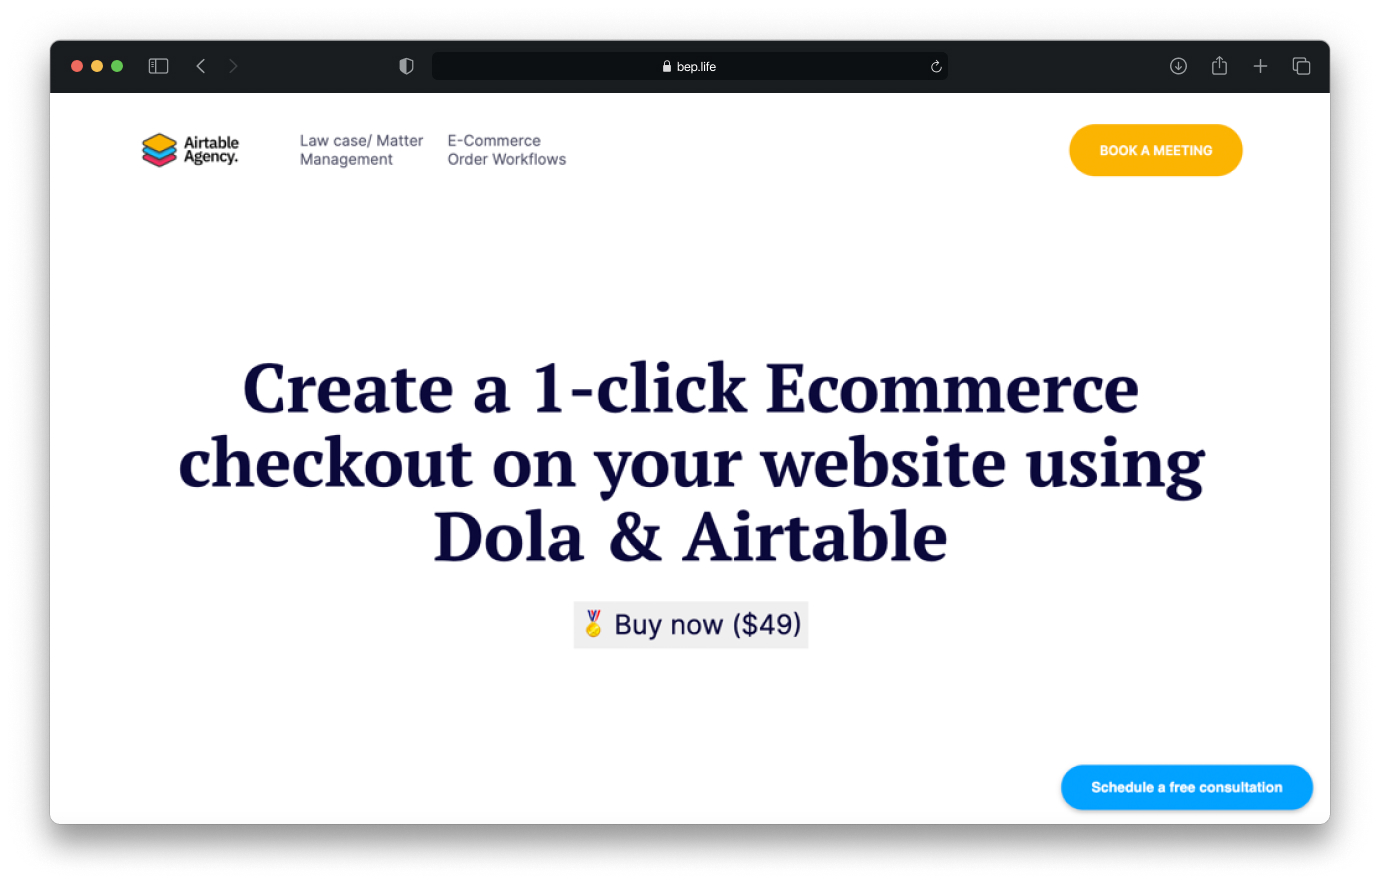 bep.life
Airtable
Agency.
Law case/ Matter
Management
E-Commerce
Order Workflows
BOOK A MEETING
Create a 1-click Ecommerce
checkout on your website using
Dola & Airtable
🏅 Buy now ($49)
Schedule a free consultation